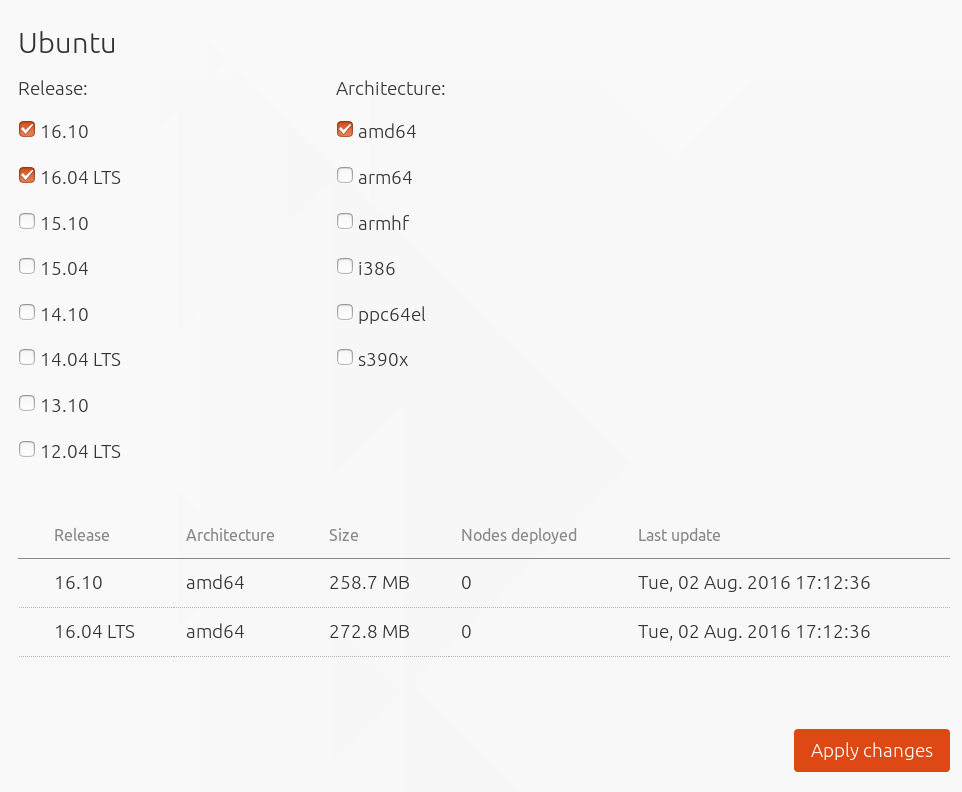 Ubuntu
Release: Architecture:
16.10 amd64
16.04 LTS arm64
15.10 armhf
15.04 i386
14.10 ppc64el
14.04 LTS s390x
13.10
12.04 LTS
Release Architecture Size Nodes deployed Last update
16.10 amd64 258.7 MB 0 Tue, 02 Aug. 2016 17:12:36
16.04 LTS amd64 272.8 MB 0 Tue, 02 Aug. 2016 17:12:36
Apply changes